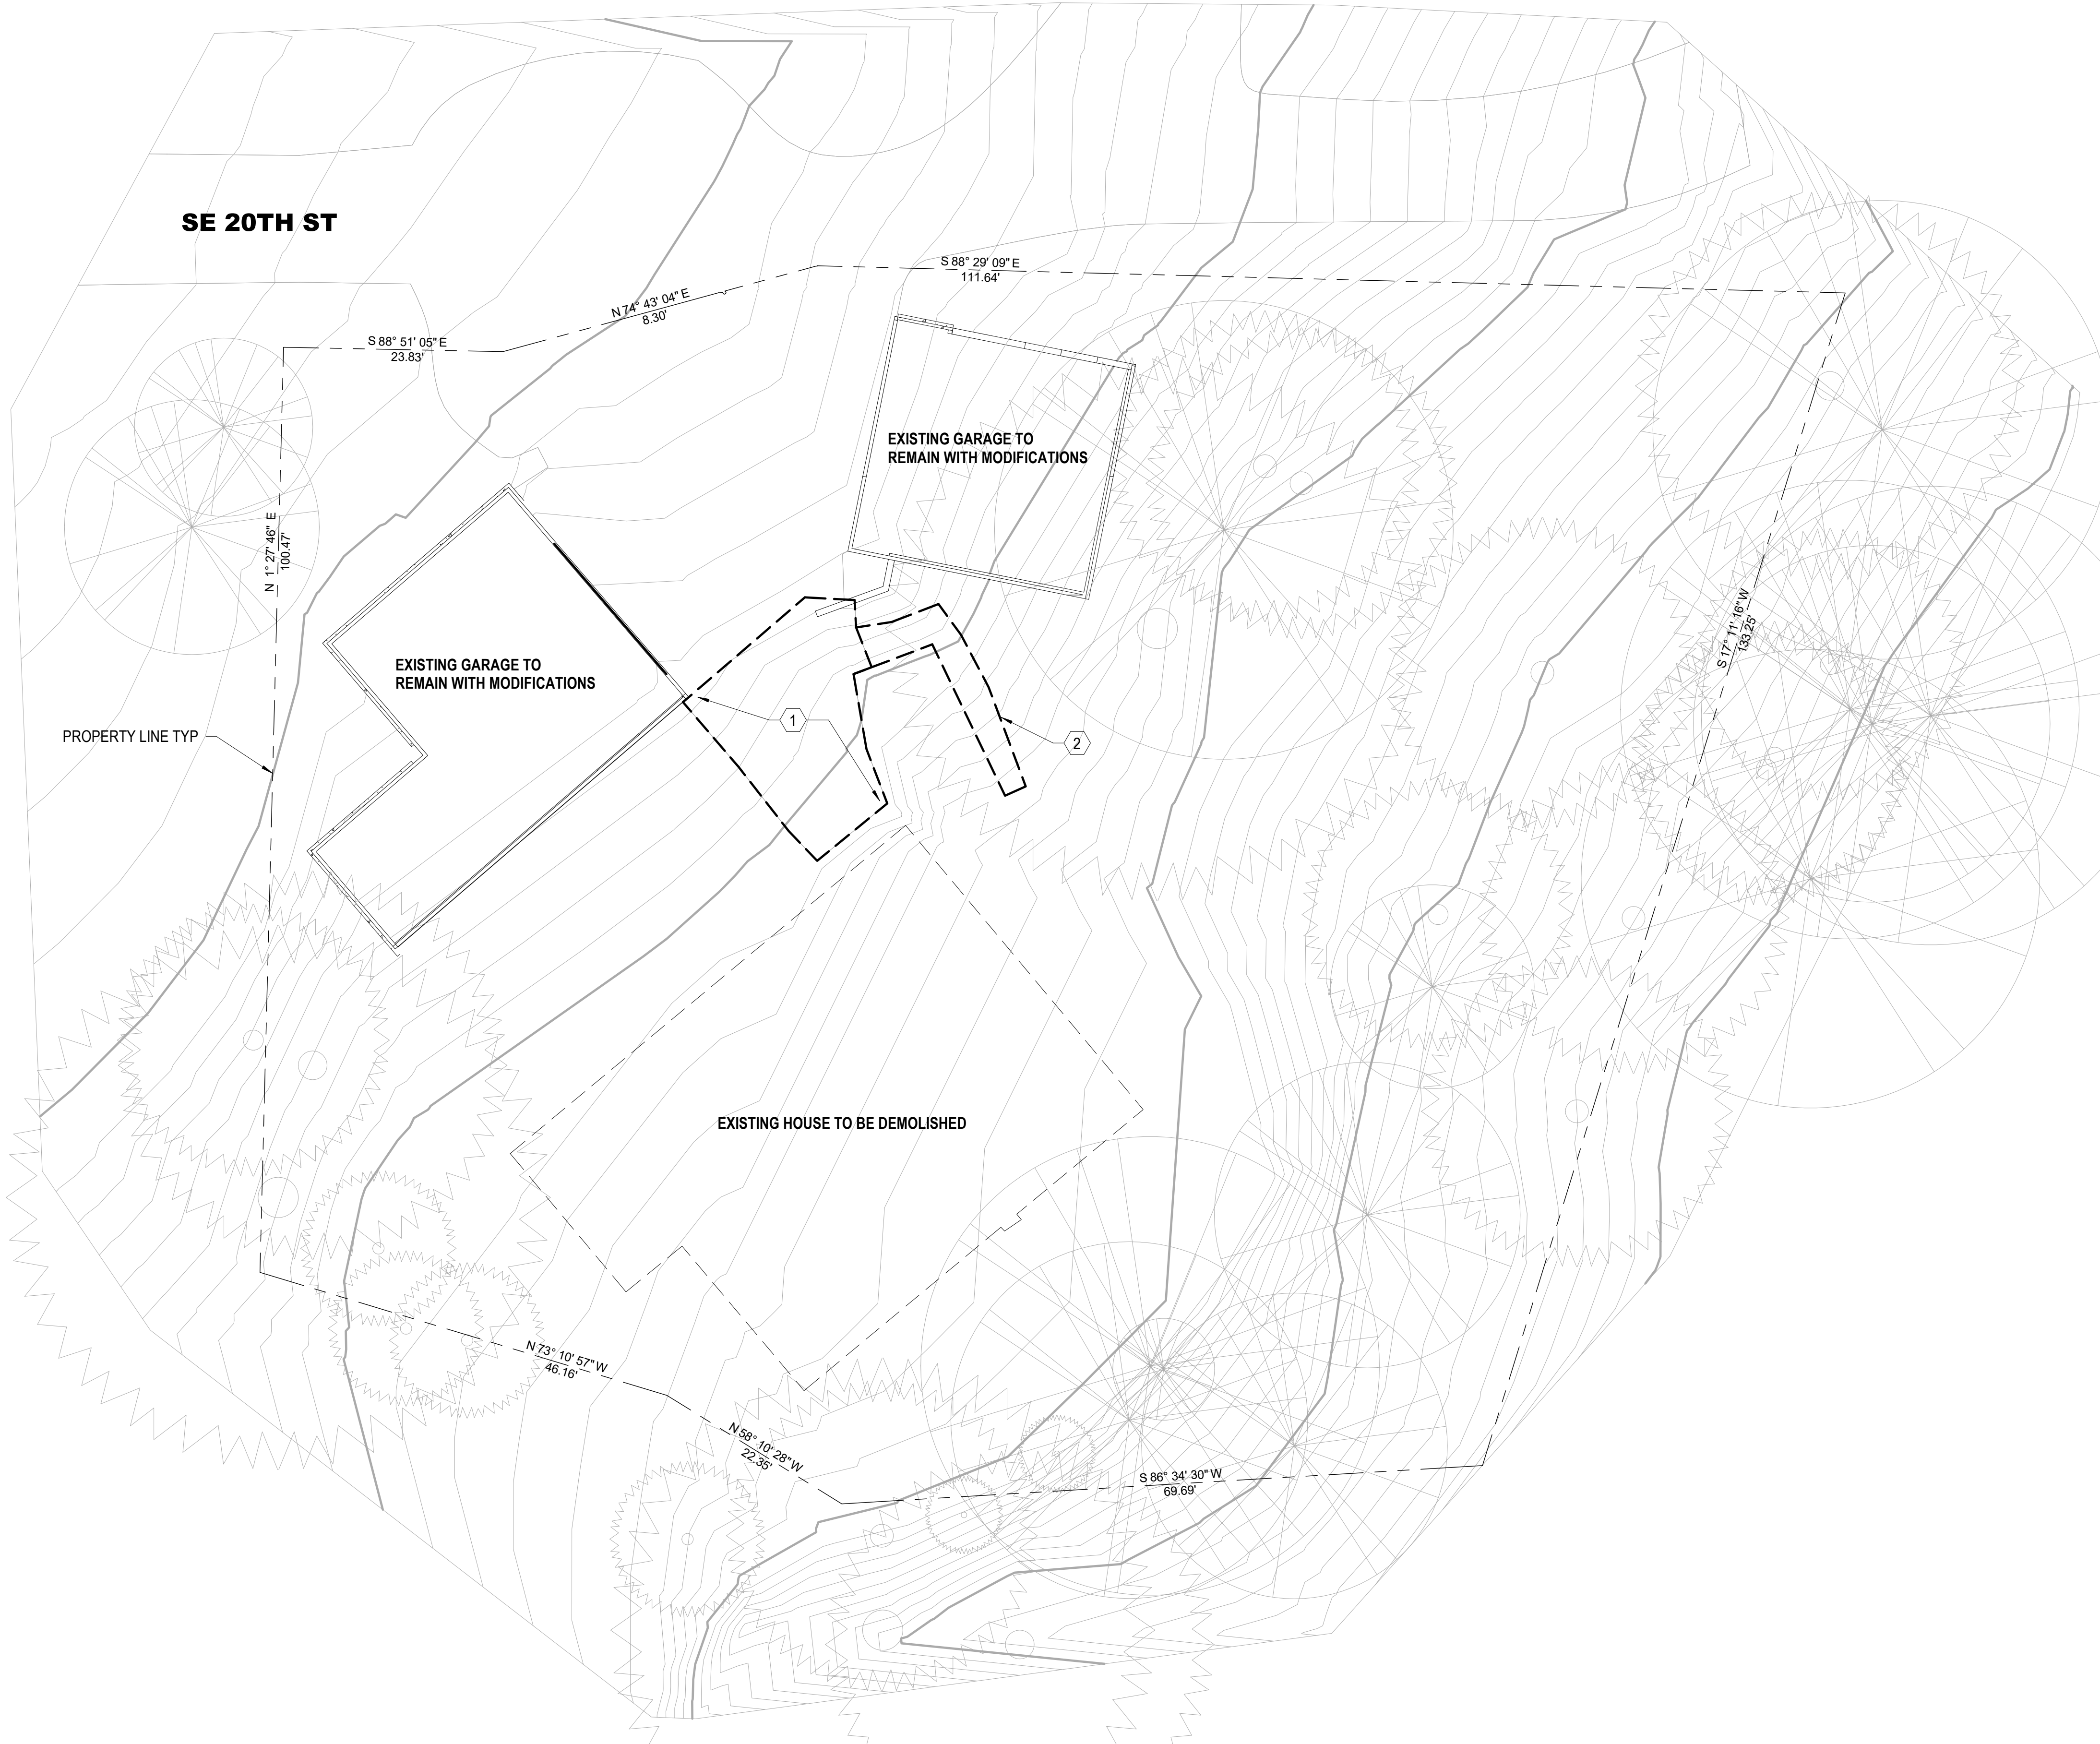 SE 20TH ST
S 88° 29' 09" E
111.64'
N 74° 43' 04" E
8.30'
S 88° 51' 05" E
23.83'
EXISTING GARAGE TO
REMAIN WITH MODIFICATIONS
N 1° 27' 46" E
100.47'
S 17° 11' 16" W
133.25'
EXISTING GARAGE TO
REMAIN WITH MODIFICATIONS
1
2
PROPERTY LINE TYP
EXISTING HOUSE TO BE DEMOLISHED
N 73° 10' 57" W
46.16'
N 58° 10' 28" W
22.35'
S 86° 34' 30" W
69.69'